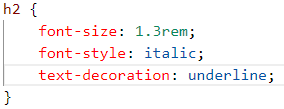 h2 {
    font-size: 1.3rem;
    font-style: italic;
    text-decoration: underline;
}